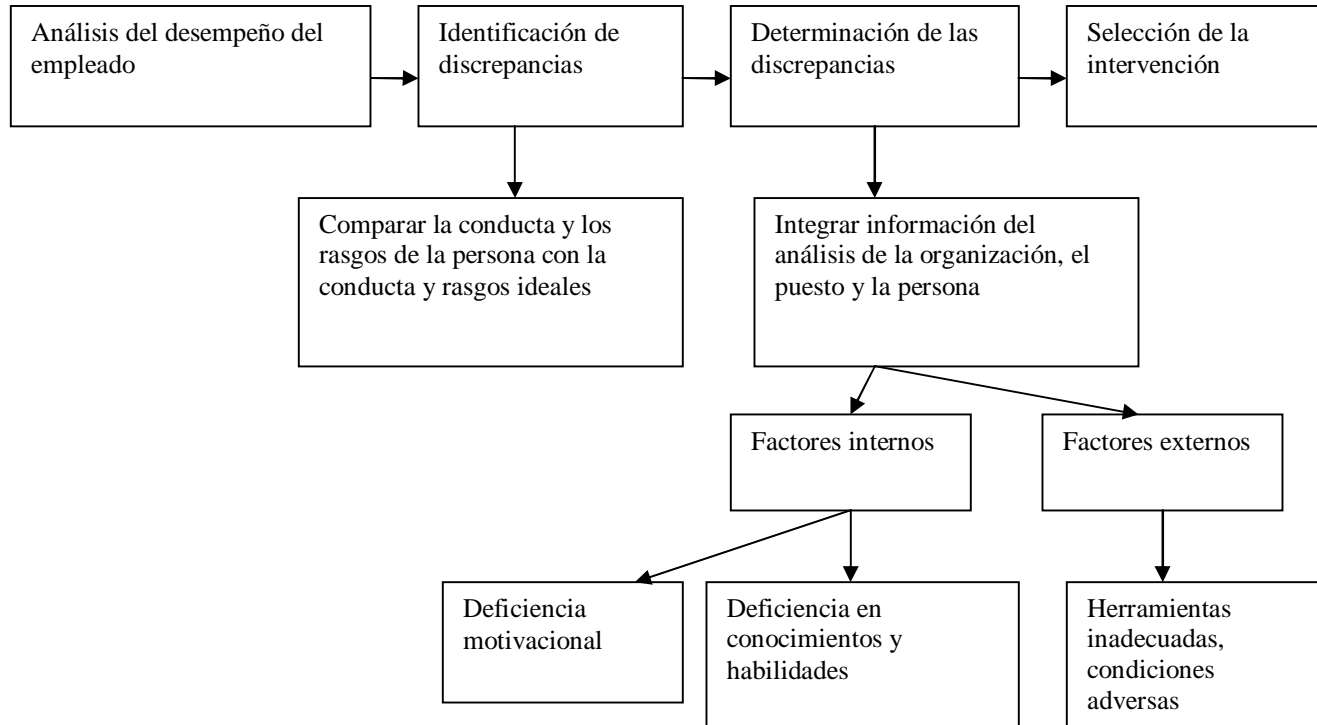 Análisis del desempeño del
empleado
Identificación de
discrepancias
Determinación de las
discrepancias
Selección de la
intervención
Comparar la conducta y los
rasgos de la persona con la
conducta y rasgos ideales
Integrar información del
análisis de la organización, el
puesto y la persona
Factores internos
Factores externos
Deficiencia
motivacional
Deficiencia en
conocimientos y
habilidades
Herramientas
inadecuadas,
condiciones
adversas